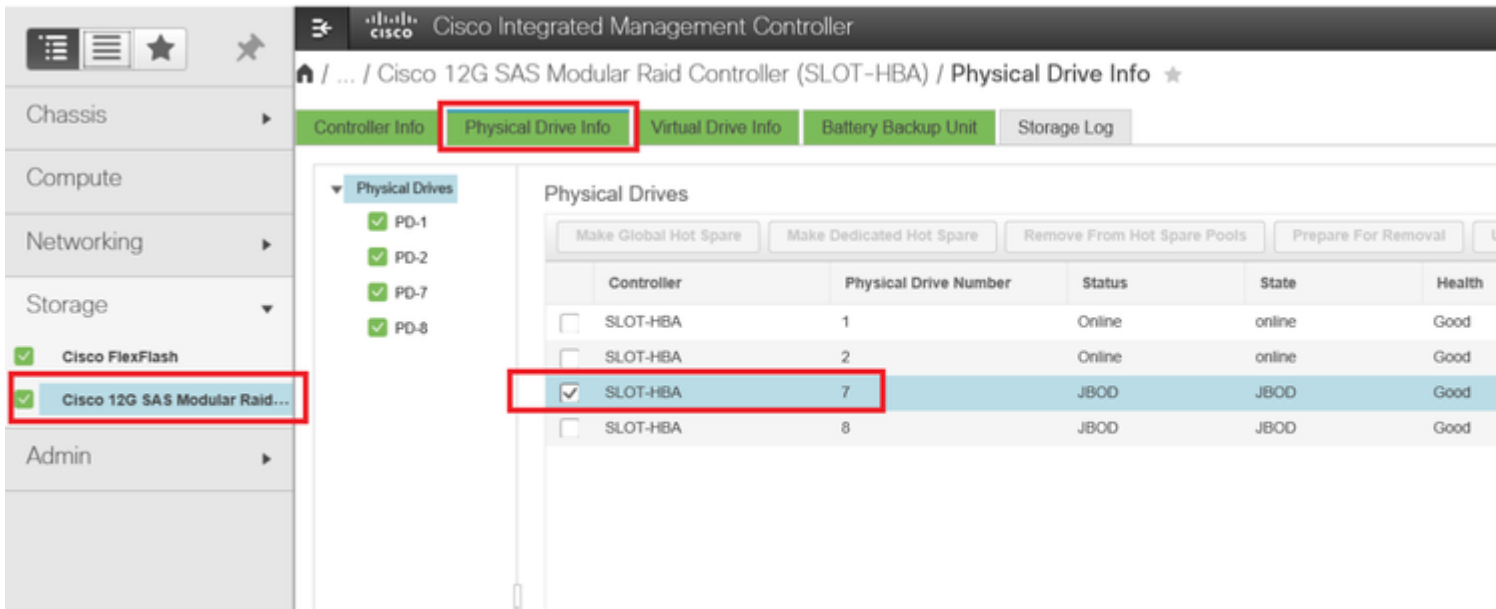 cisco Cisco Integrated Management Controller
/ ... / Cisco 12G SAS Modular Raid Controller (SLOT-HBA) / Physical Drive Info
Chassis
Compute
Networking
Storage
Cisco FlexFlash
Cisco 12G SAS Modular Raid...
Admin
Controller Info Physical Drive Info Virtual Drive Info Battery Backup Unit Storage Log
Physical Drives
PD-1
PD-2
PD-7
PD-8
Physical Drives
Make Global Hot Spare Make Dedicated Hot Spare Remove From Hot Spare Pools Prepare For Removal
Controller Physical Drive Number Status State Health
SLOT-HBA 1 Online online Good
SLOT-HBA 2 Online online Good
SLOT-HBA 7 JBOD JBOD Good
SLOT-HBA 8 JBOD JBOD Good